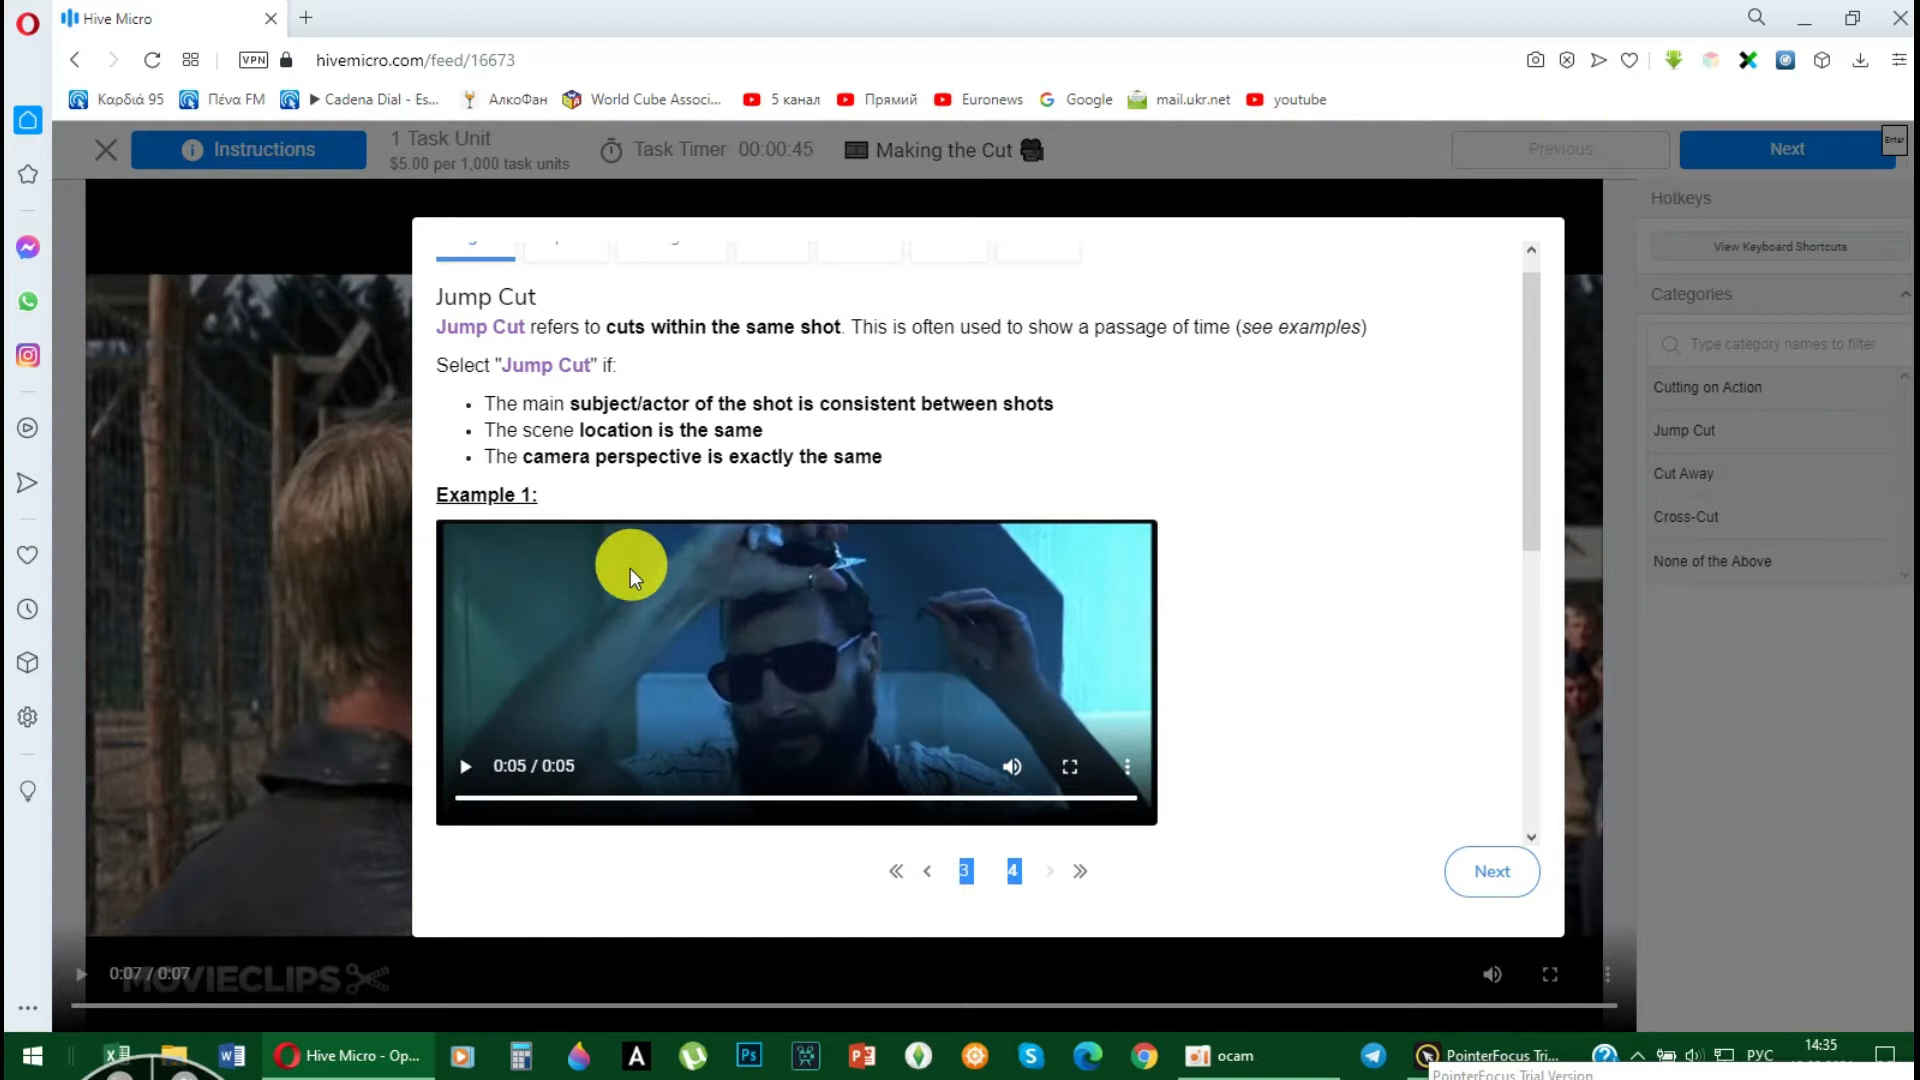 Hive Micro
VPN
hivemicro.com/feed/16673
Καρδιά 95
Πένα FM
Cadena Dial - Es...
АлкоФан
World Cube Associ...
5 канал
Прямий
Euronews
Google
mail.ukr.net
youtube
Instructions
1 Task Unit
$5.00 per 1,000 task units
Task Timer 00:00:45
Making the Cut
Previous
Next
Enter
Hotkeys
View Keyboard Shortcuts
Categories
Type category names to filter
Cutting on Action
Jump Cut
Cut Away
Cross-Cut
None of the Above
Jump Cut
Jump Cut refers to cuts within the same shot. This is often used to show a passage of time (see examples)
Select "Jump Cut" if:
• The main subject/actor of the shot is consistent between shots
• The scene location is the same
• The camera perspective is exactly the same
Example 1:
0:05 / 0:05
3 4
Next
0:07 / 0:07
MOVIECLIPS
Hive Micro - Op...
ocam
PointerFocus Tri...
РУС
14:35
PointerFocus Trial Version